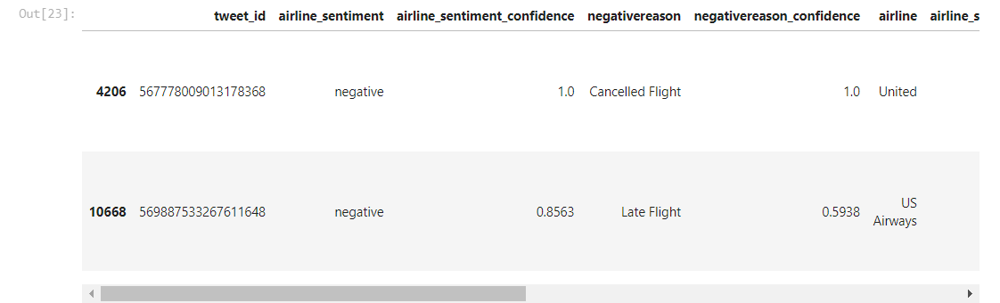 Out[23]:
tweet_id airline_sentiment airline_sentiment_confidence negativereason negativereason_confidence airline airline_s
4206 567778009013178368 negative 1.0 Cancelled Flight 1.0 United
10668 569887533267611648 negative 0.8563 Late Flight 0.5938 US
Airways